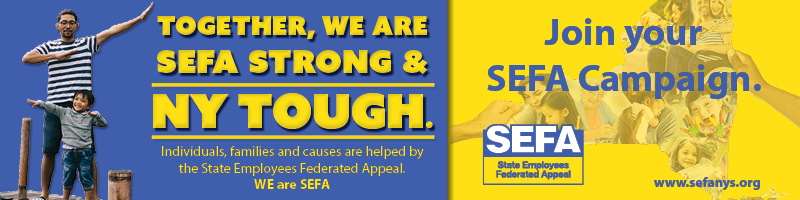 TOGETHER, WE ARE
SEFA STRONG &
NY TOUGH.
Individuals, families and causes are helped by
the State Employees Federated Appeal.
WE are SEFA
Join your
SEFA Campaign.
SEFA
State Employees
Federated Appeal
www.sefanys.org